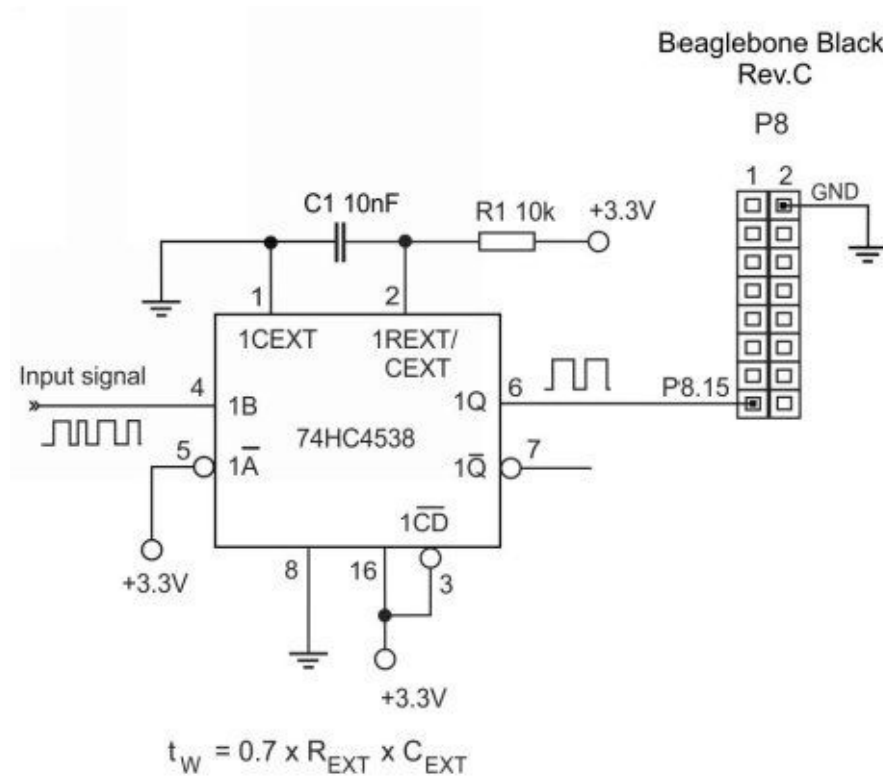 Beaglebone Black
Rev.C
P8
1 2
GND
C1 10nF
R1 10k
+3.3V
1
2
1CEXT
1REXT/
CEXT
Input signal
4
1B
1Q
6
P8.15
74HC4538
5
1A̅
1Q̅
7
1C̅D̅
+3.3V
8
16
3
+3.3V
tW = 0.7 x REXT x CEXT